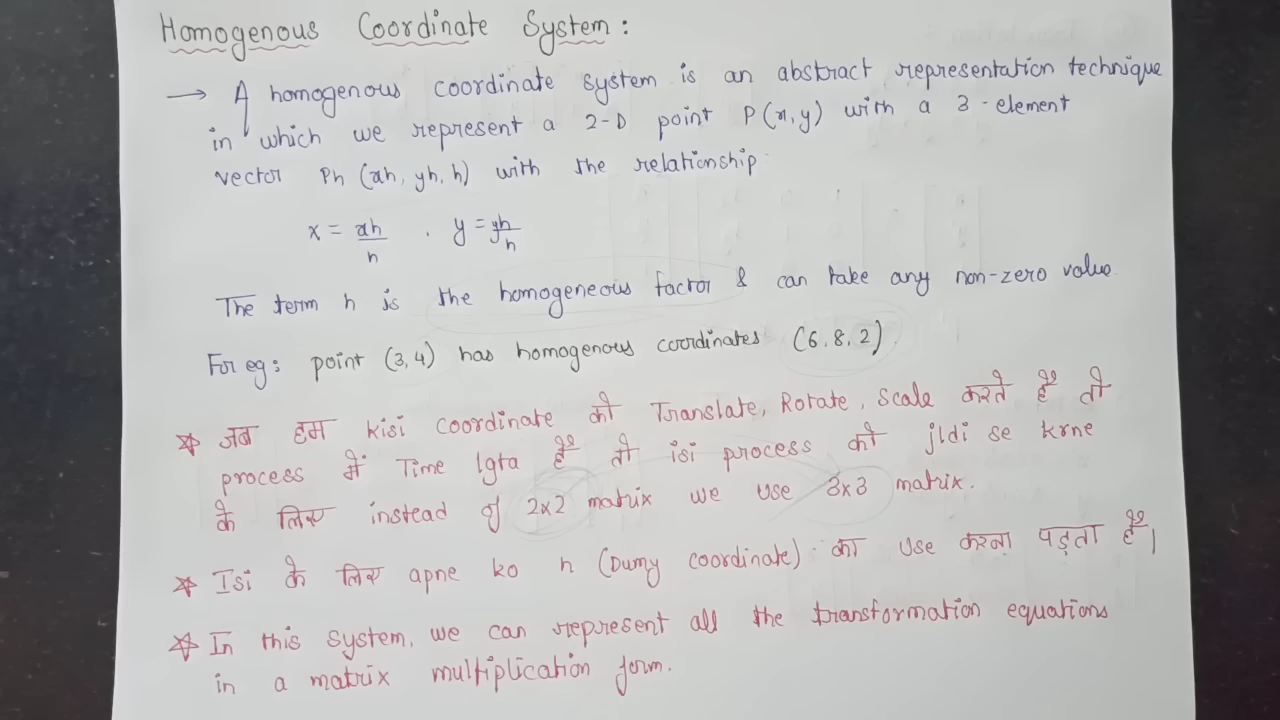 Homogenous Coordinate System :
→ A homogenous coordinate system is an abstract representation technique
in which we represent a 2-D point P(x, y) with a 3-element
vector Ph (xh, yh, h) with the relationship
x = xh/h , y = yh/h
The term h is the homogeneous factor & can take any non-zero value.
For eg: point (3,4) has homogenous coordinates (6,8,2)
☆ जब हम kisi coordinate को Translate, Rotate, Scale करते हैं तो
process में Time lgta है तो isi process को jldi se krne
के लिए instead of 2x2 matrix we use 3x3 matrix.
☆ Isi के लिए apne ko h (Dumy coordinate) का use करना पड़ता है।
☆ In this system, we can represent all the transformation equations
in a matrix multiplication form.